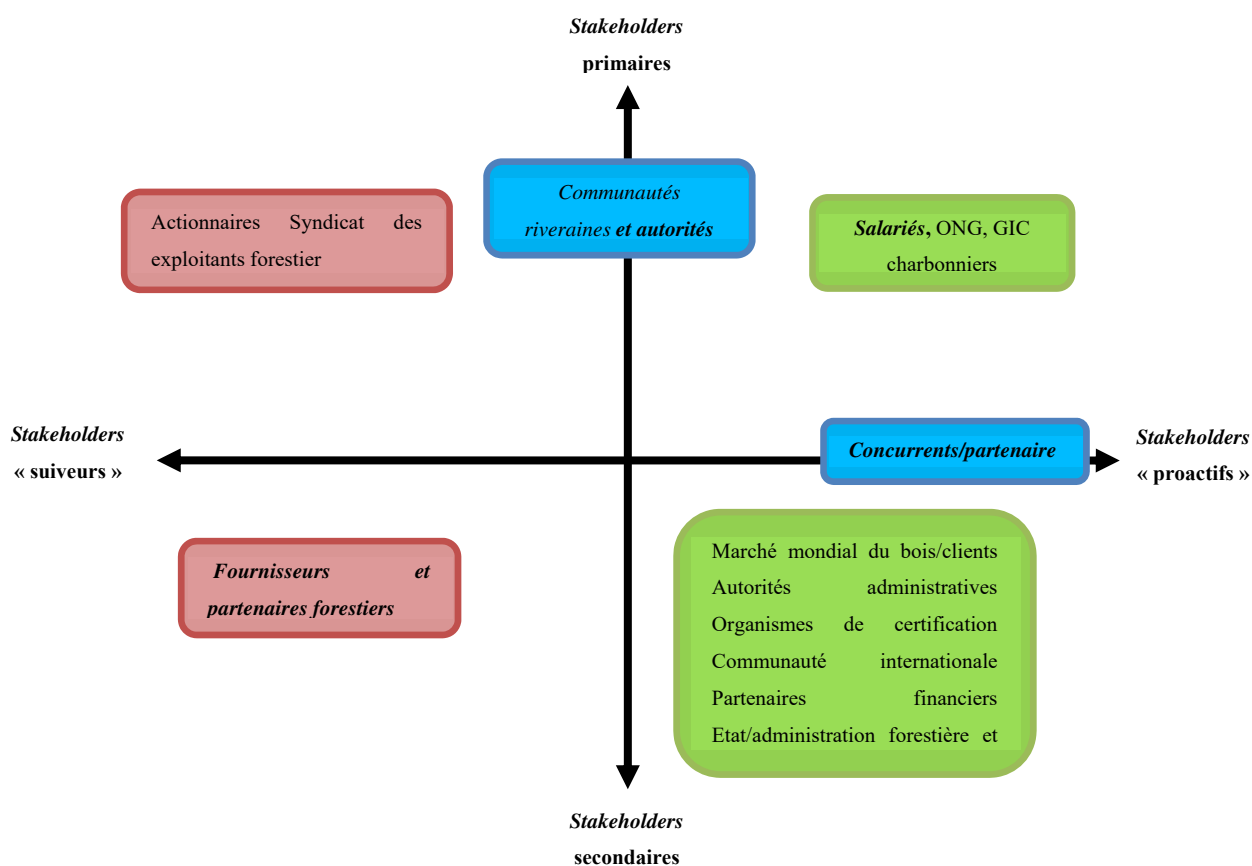 Stakeholders
primaires
Communautés
riveraines et autorités
Actionnaires Syndicat des
exploitants forestier
Salariés, ONG, GIC
charbonniers
Stakeholders
« suiveurs »
Concurrents/partenaire
Stakeholders
« proactifs »
Fournisseurs et
partenaires forestiers
Marché mondial du bois/clients
Autorités administratives
Organismes de certification
Communauté internationale
Partenaires financiers
Etat/administration forestière et
Stakeholders
secondaires